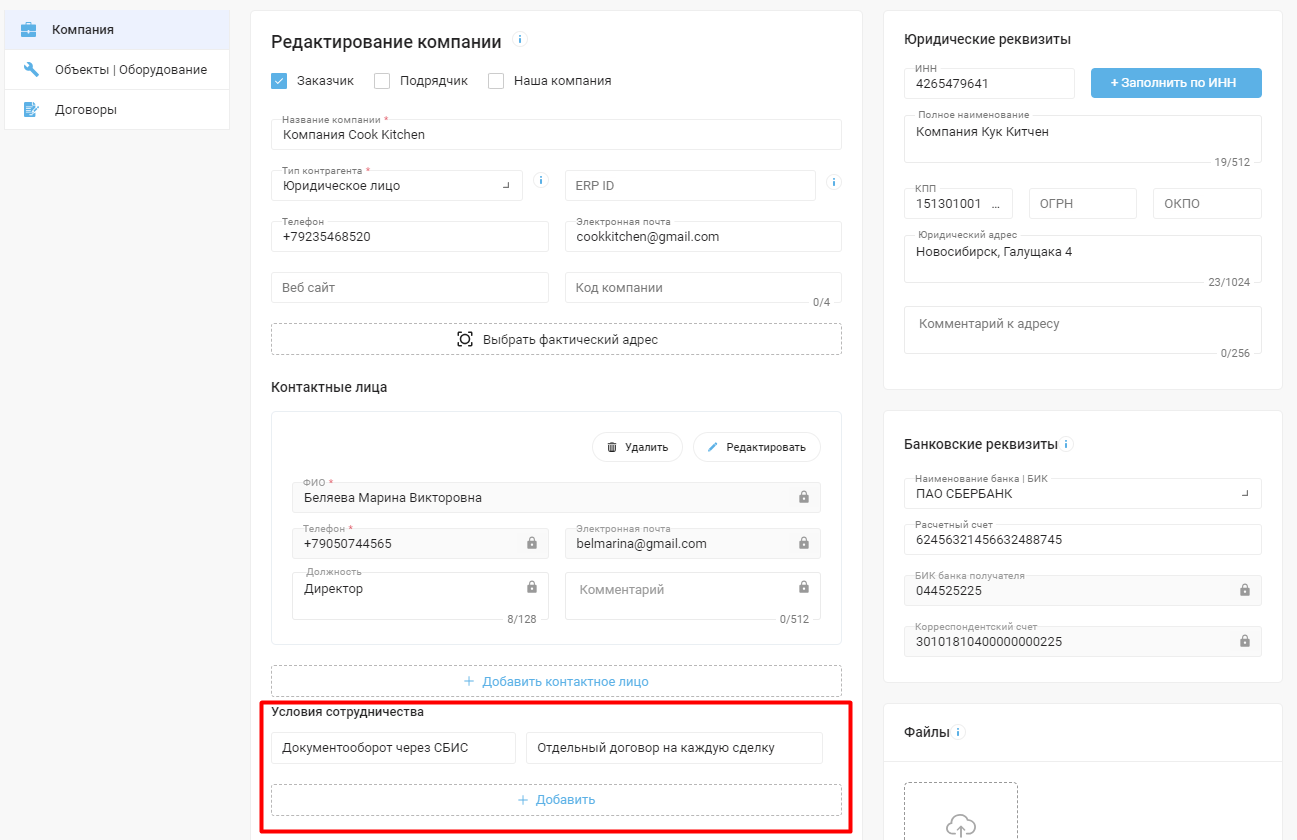 Компания
Объекты | Оборудование
Договоры
Редактирование компании
Заказчик
Подрядчик
Наша компания
Название компании *
Компания Cook Kitchen
Тип контрагента *
Юридическое лицо
ERP ID
Телефон
+79235468520
Электронная почта
cookkitchen@gmail.com
Веб сайт
Код компании
0/4
Выбрать фактический адрес
Контактные лица
Удалить
Редактировать
ФИО *
Беляева Марина Викторовна
Телефон *
+79050744565
Электронная почта
belmarina@gmail.com
Должность
Директор
8/128
Комментарий
0/512
+ Добавить контактное лицо
Условия сотрудничества
Документооборот через СБИС
Отдельный договор на каждую сделку
+ Добавить
Юридические реквизиты
ИНН
4265479641
+ Заполнить по ИНН
Полное наименование
Компания Кук Китчен
19/512
КПП
151301001 ...
ОГРН
ОКПО
Юридический адрес
Новосибирск, Галущака 4
23/1024
Комментарий к адресу
0/256
Банковские реквизиты
Наименование банка | БИК
ПАО СБЕРБАНК
Расчетный счет
62456321456632488745
БИК банка получателя
044525225
Корреспондентский счет
30101810400000000225
Файлы